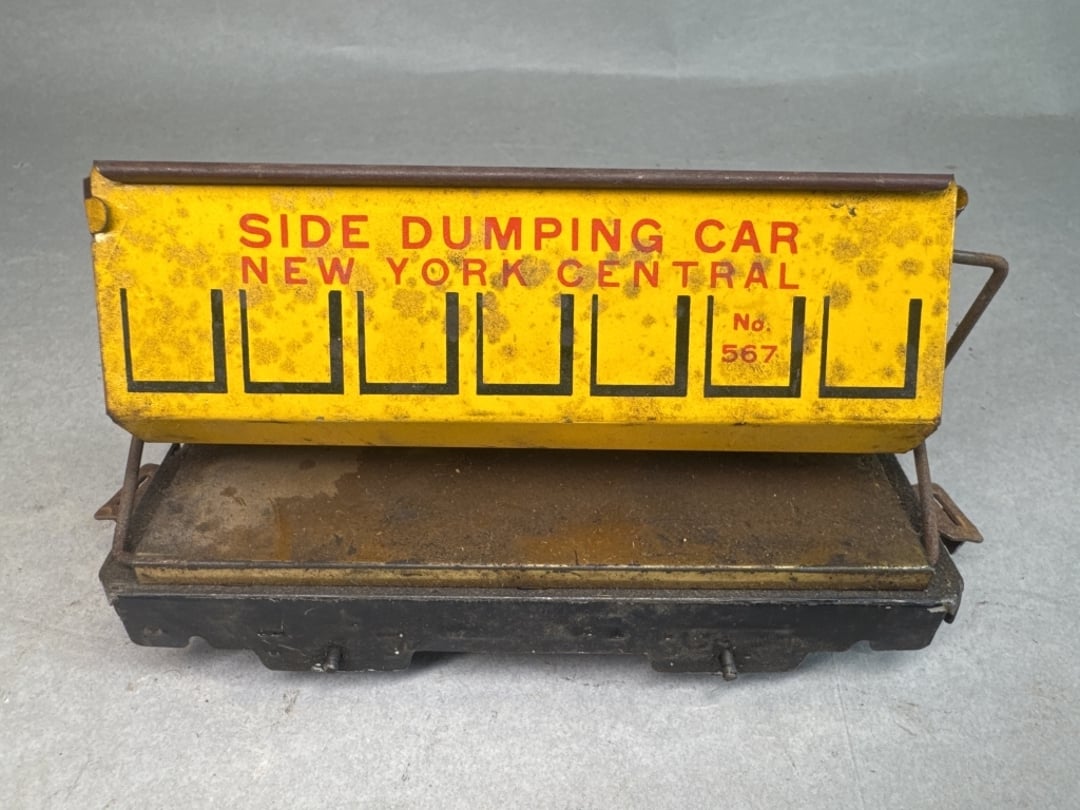 SIDE DUMPING CAR
NEW YORK CENTRAL
No.
567